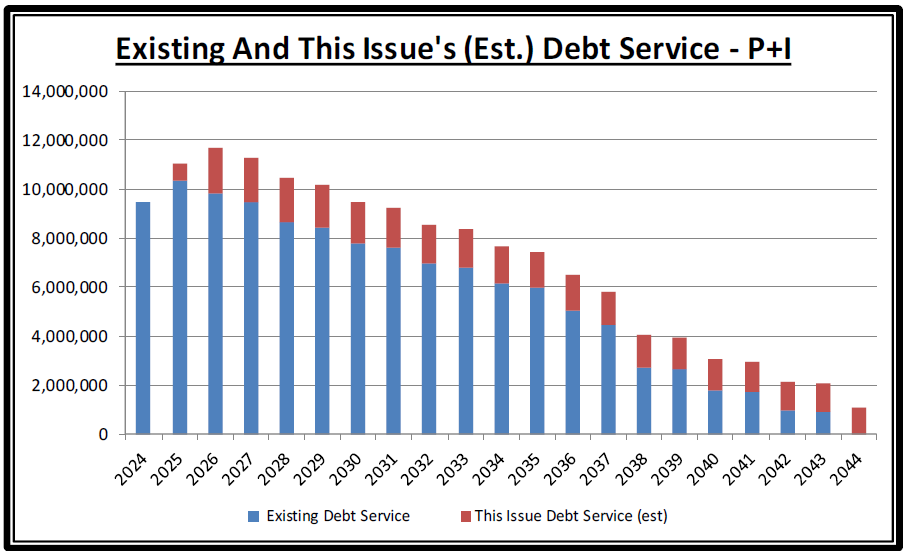 Existing And This Issue's (Est.) Debt Service - P+I
14,000,000
12,000,000
10,000,000
8,000,000
6,000,000
4,000,000
2,000,000
0
2024 2025 2026 2027 2028 2029 2030 2031 2032 2033 2034 2035 2036 2037 2038 2039 2040 2041 2042 2043 2044
Existing Debt Service This Issue Debt Service (est)